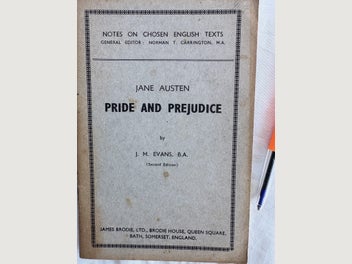 NOTES ON CHOSEN ENGLISH TEXTS
GENERAL EDITOR: NORMAN T. CARRINGTON, M.A.
JANE AUSTEN
PRIDE AND PREJUDICE
by
J. M. EVANS, B.A.
(Second Edition)
JAMES BRODIE, LTD., BRODIE HOUSE, QUEEN SQUARE,
BATH, SOMERSET, ENGLAND.